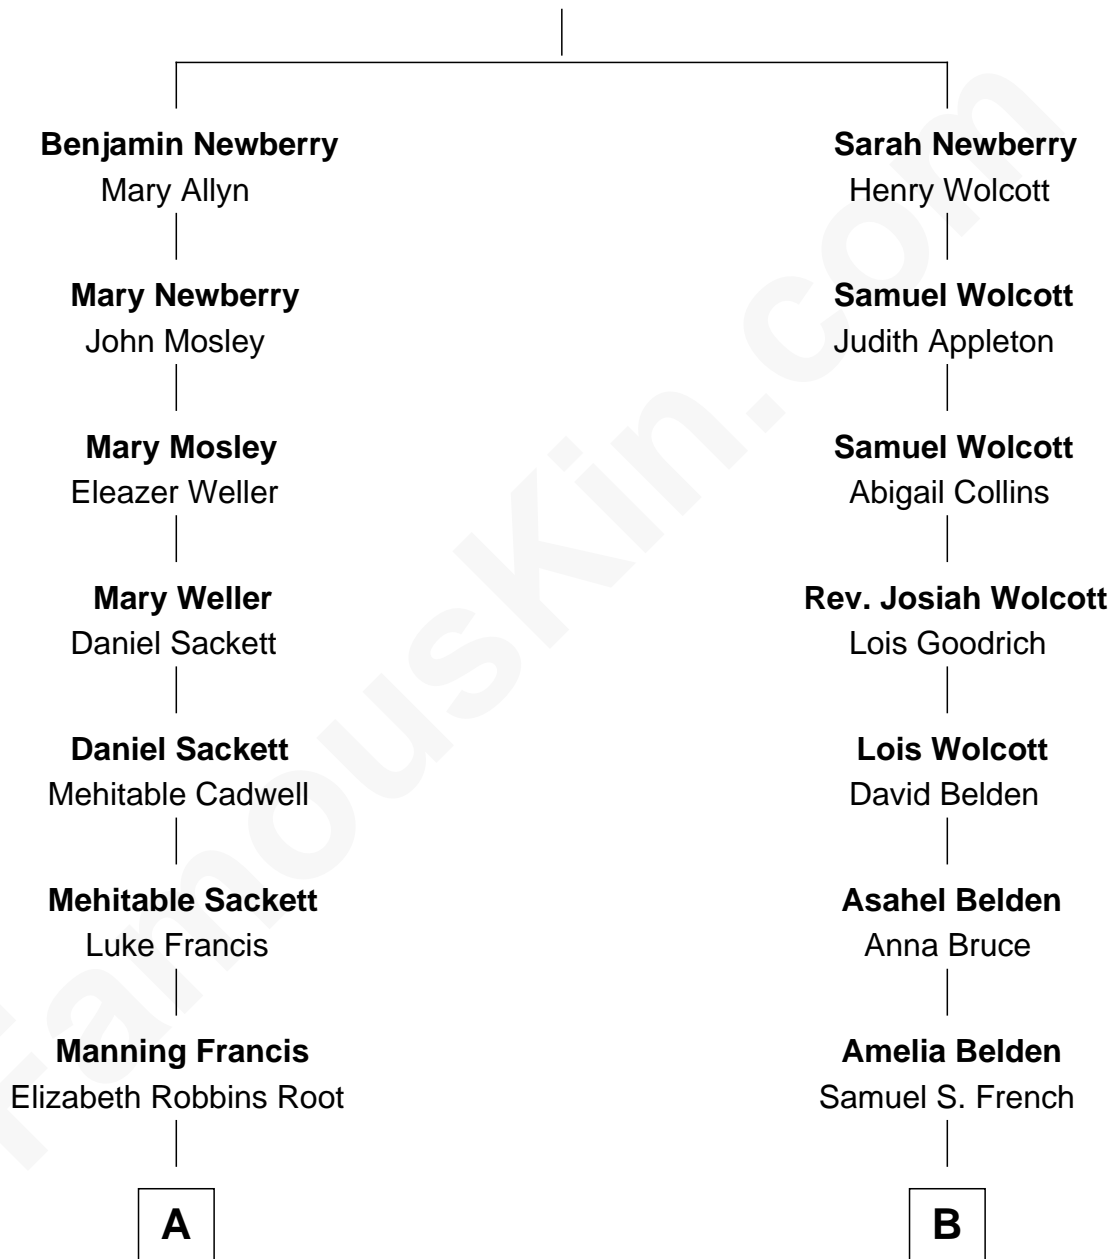 Benjamin Newberry
Mary Allyn
Mary Newberry
John Mosley
Mary Mosley
Eleazer Weller
Mary Weller
Daniel Sackett
Daniel Sackett
Mehitable Cadwell
Mehitable Sackett
Luke Francis
Manning Francis
Elizabeth Robbins Root
A
Sarah Newberry
Henry Wolcott
Samuel Wolcott
Judith Appleton
Samuel Wolcott
Abigail Collins
Rev. Josiah Wolcott
Lois Goodrich
Lois Wolcott
David Belden
Asahel Belden
Anna Bruce
Amelia Belden
Samuel S. French
B
FamousKin.com